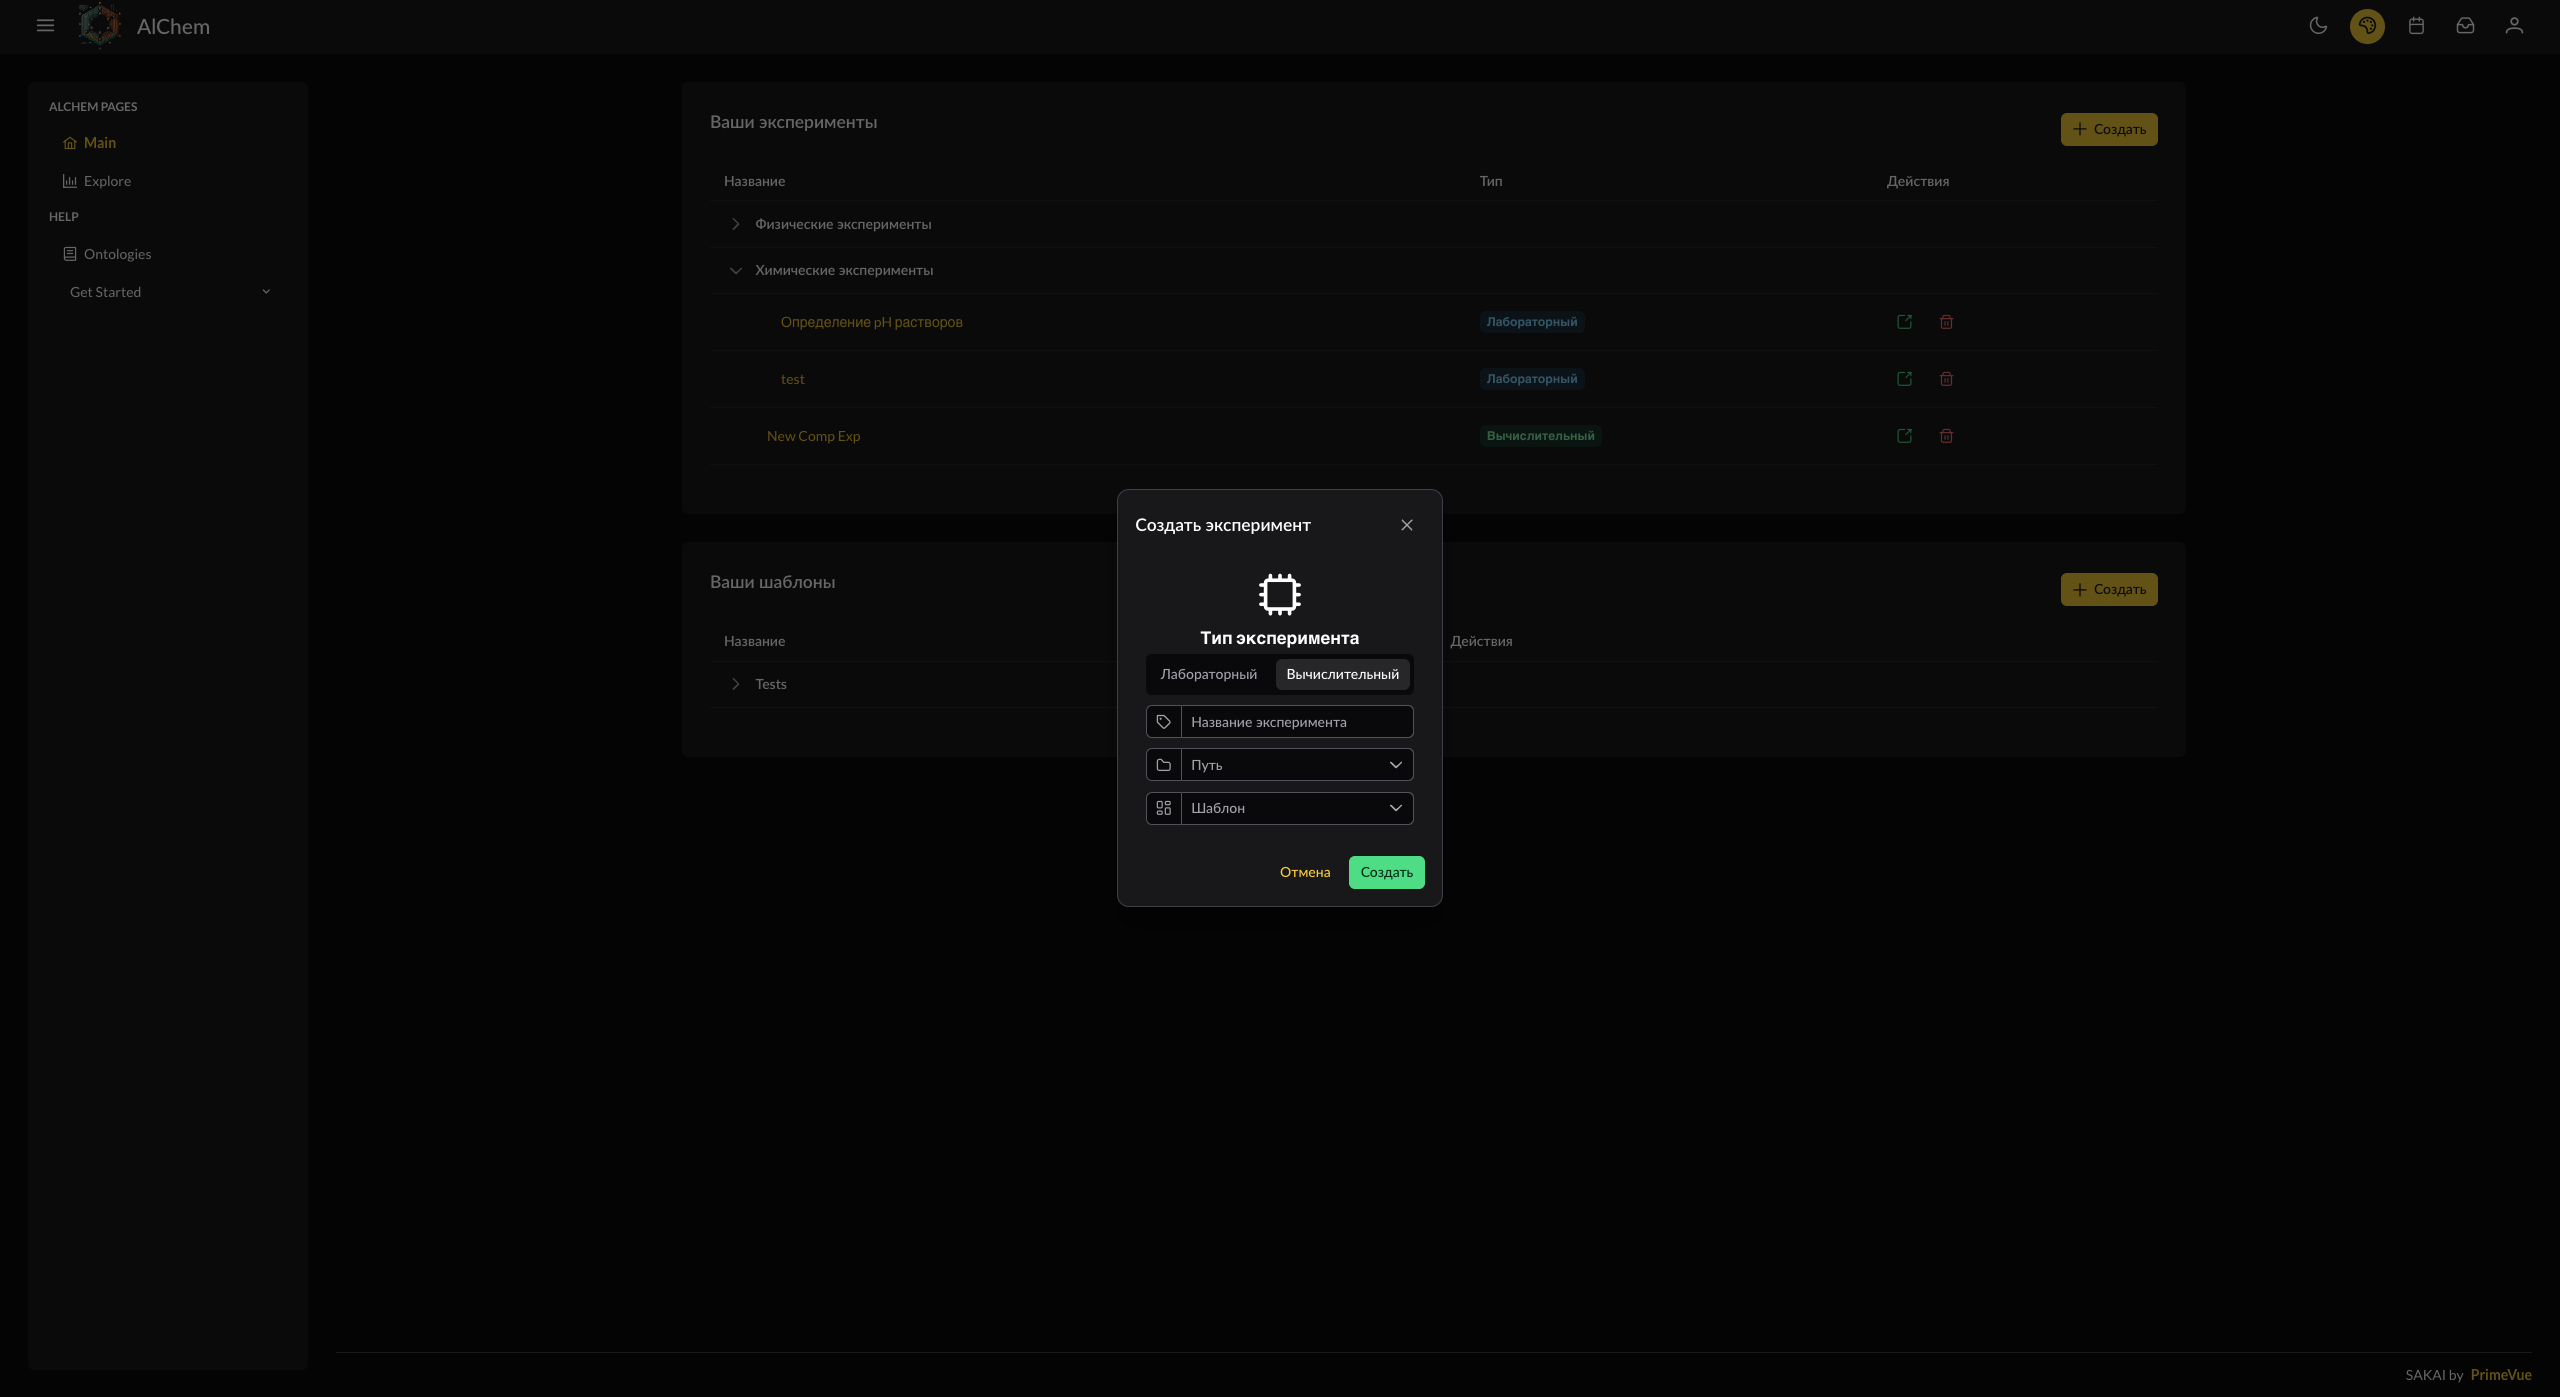 AlChem
ALCHEM PAGES
Main
Explore
HELP
Ontologies
Get Started
Ваши эксперименты
Создать
Название Тип Действия
Физические эксперименты
Химические эксперименты
Определение pH растворов Лабораторный
test Лабораторный
New Comp Exp Вычислительный
Ваши шаблоны
Создать
Название Действия
Tests
Создать эксперимент
Тип эксперимента
Лабораторный Вычислительный
Название эксперимента
Путь
Шаблон
Отмена Создать
SAKAI by PrimeVue